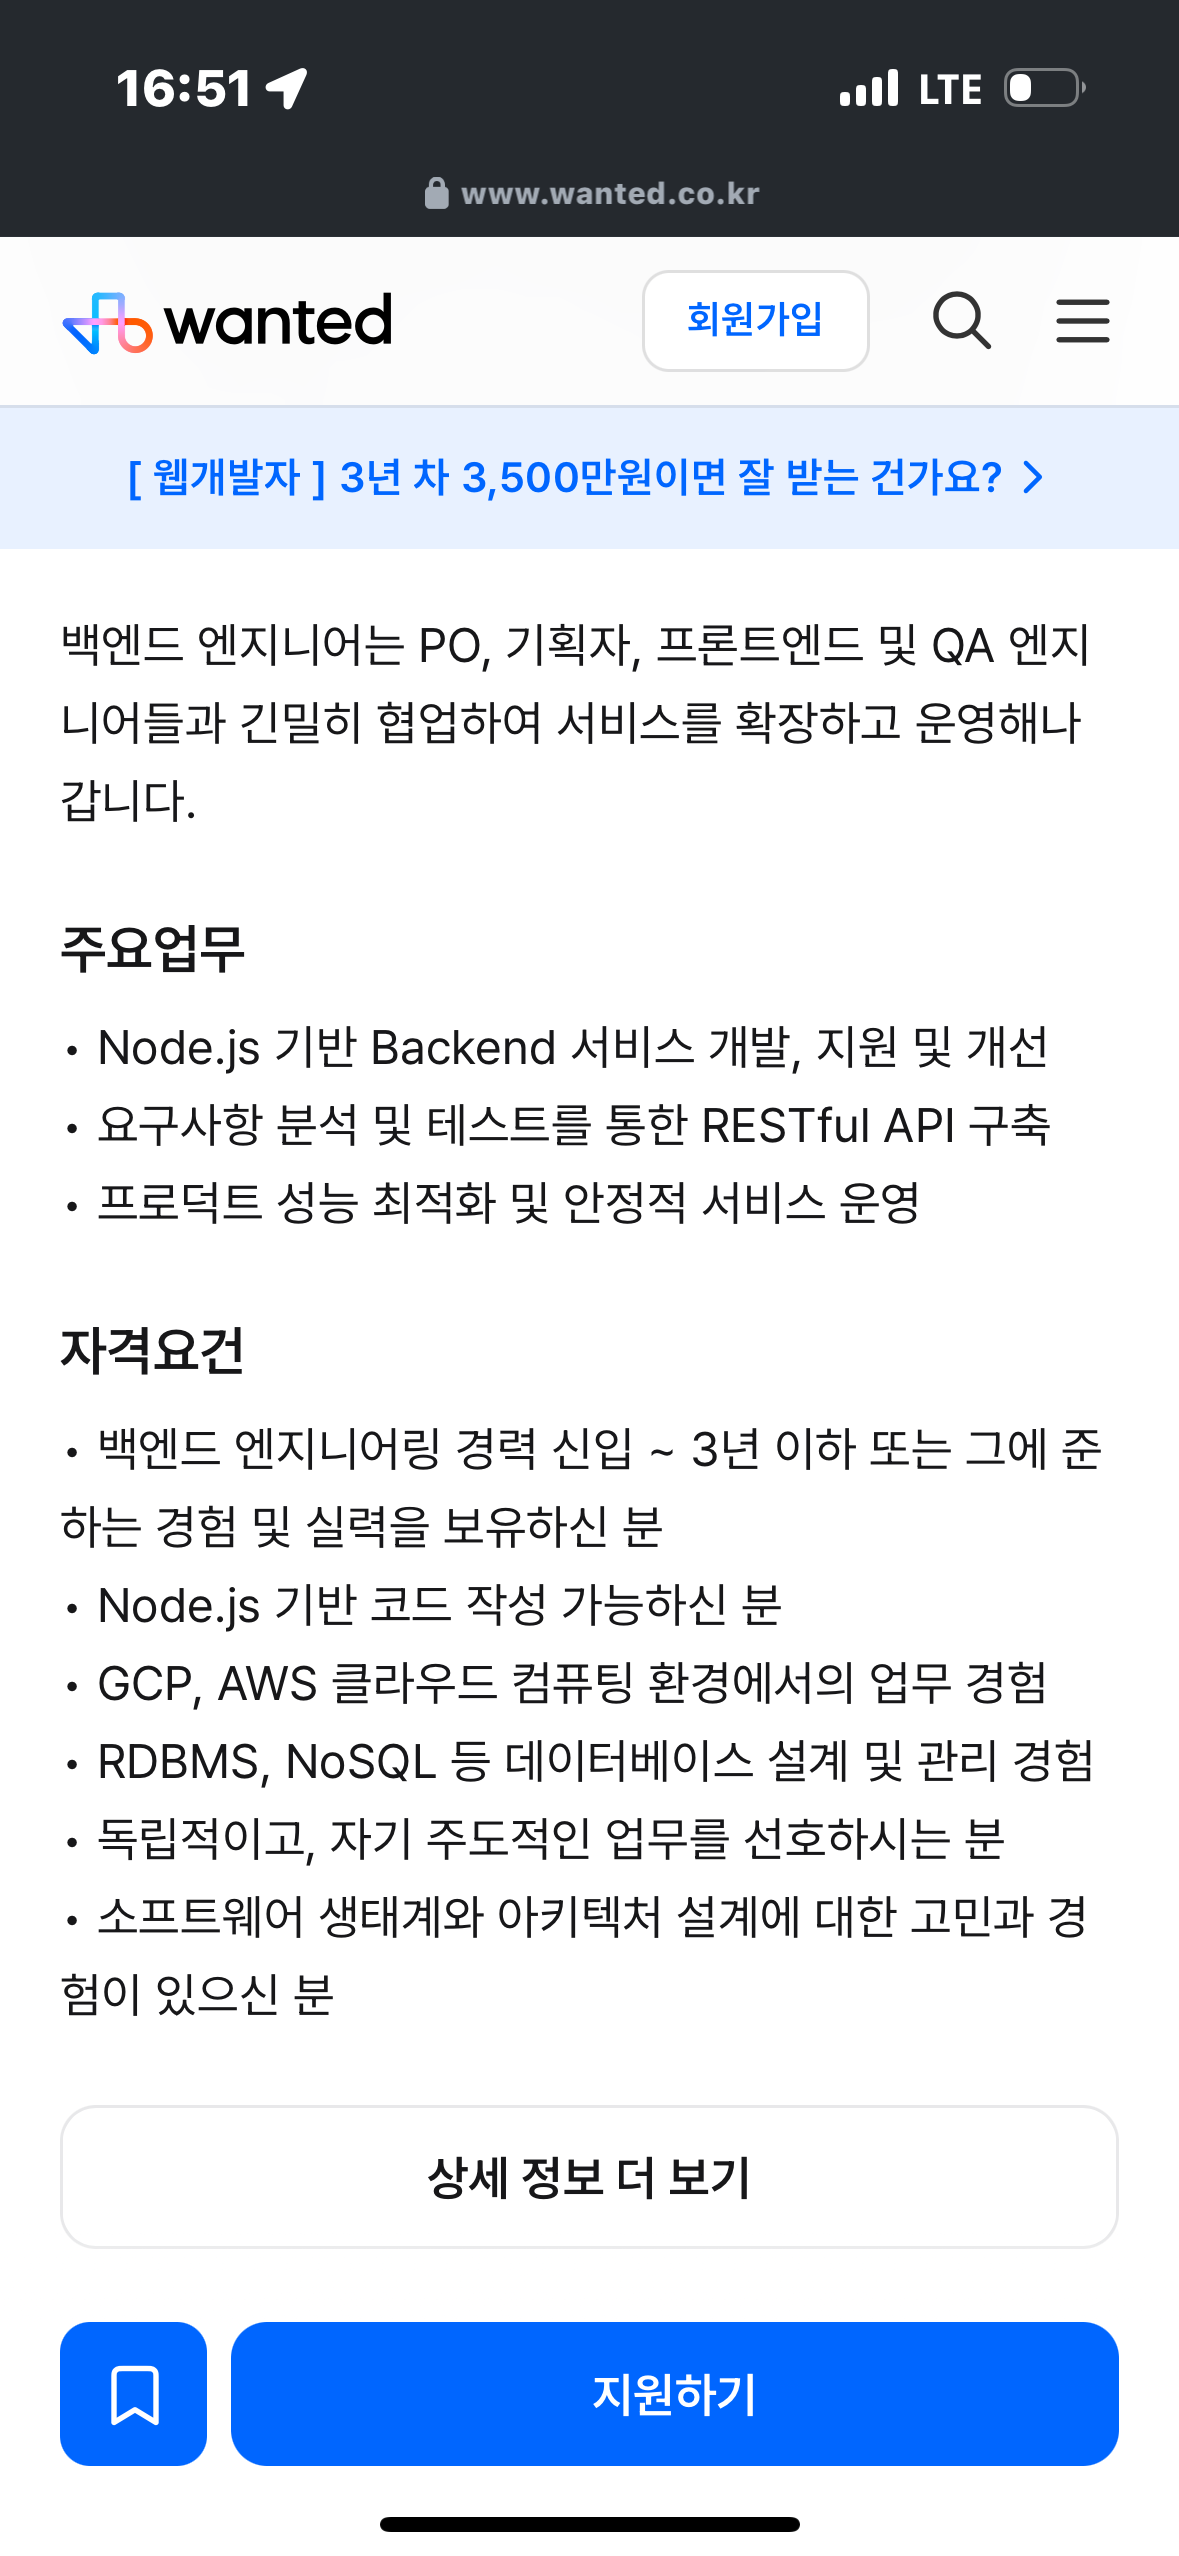 16:51 LTE
www.wanted.co.kr
wanted 회원가입
[ 웹개발자 ] 3년 차 3,500만원이면 잘 받는 건가요?
백엔드 엔지니어는 PO, 기획자, 프론트엔드 및 QA 엔지
니어들과 긴밀히 협업하여 서비스를 확장하고 운영해나
갑니다.
주요업무
• Node.js 기반 Backend 서비스 개발, 지원 및 개선
• 요구사항 분석 및 테스트를 통한 RESTful API 구축
• 프로덕트 성능 최적화 및 안정적 서비스 운영
자격요건
• 백엔드 엔지니어링 경력 신입 ~ 3년 이하 또는 그에 준
하는 경험 및 실력을 보유하신 분
• Node.js 기반 코드 작성 가능하신 분
• GCP, AWS 클라우드 컴퓨팅 환경에서의 업무 경험
• RDBMS, NoSQL 등 데이터베이스 설계 및 관리 경험
• 독립적이고, 자기 주도적인 업무를 선호하시는 분
• 소프트웨어 생태계와 아키텍처 설계에 대한 고민과 경
험이 있으신 분
상세 정보 더 보기
지원하기